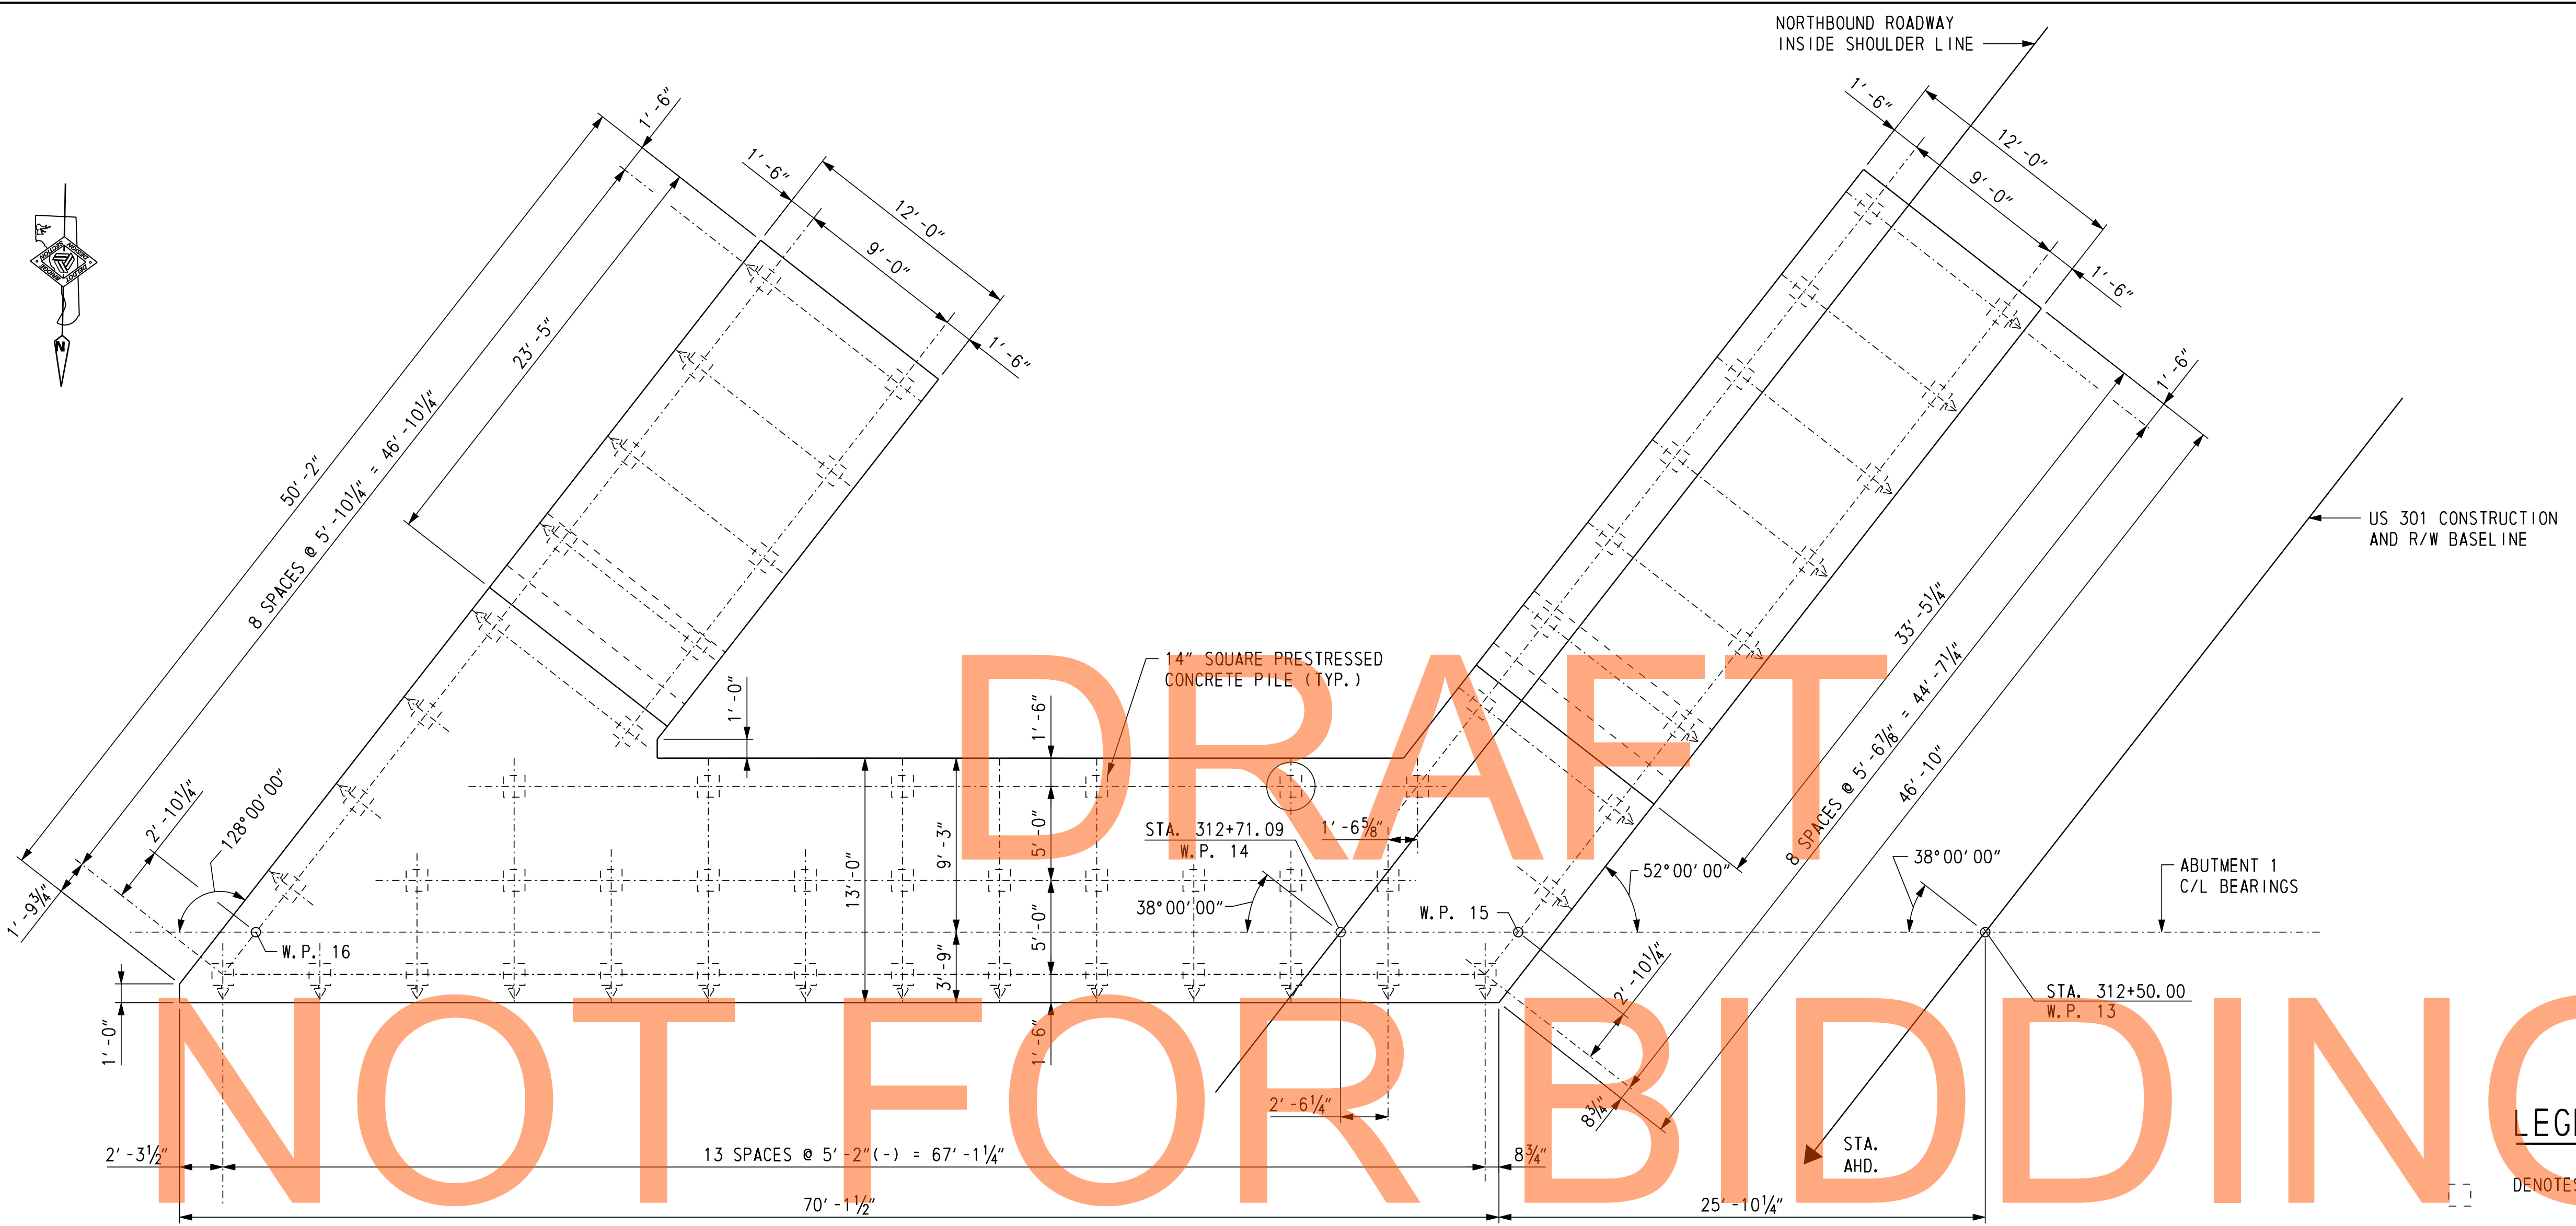 NORTHBOUND ROADWAY
INSIDE SHOULDER LINE
1'-6"
1'-6"
12'-0"
9'-0"
1'-6"
1'-6"
12'-0"
9'-0"
1'-6"
1'-6"
N
50'-2"
8 SPACES @ 5'-10¼" = 46'-10¼"
23'-5"
US 301 CONSTRUCTION
AND R/W BASELINE
33'-5¼"
8 SPACES @ 5'-6⅞" = 44'-7¼"
46'-10"
14" SQUARE PRESTRESSED
CONCRETE PILE (TYP.)
DRAFT
1'-0"
1'-6"
2'-10¼"
128°00'00"
13'-0"
9'-3"
5'-0"
STA. 312+71.09
W.P. 14
1'-6⅝"
52°00'00"
38°00'00"
ABUTMENT 1
C/L BEARINGS
1'-9¾"
38°00'00"
W.P. 15
W.P. 16
3'-9"
5'-0"
2'-10¼"
STA. 312+50.00
W.P. 13
1'-0"
1'-6"
NOT FOR BIDDING
2'-6¼"
8¾"
STA.
AHD.
2'-3½"
13 SPACES @ 5'-2"(-) = 67'-1¼"
8¾"
70'-1½"
25'-10¼"
DENOTES